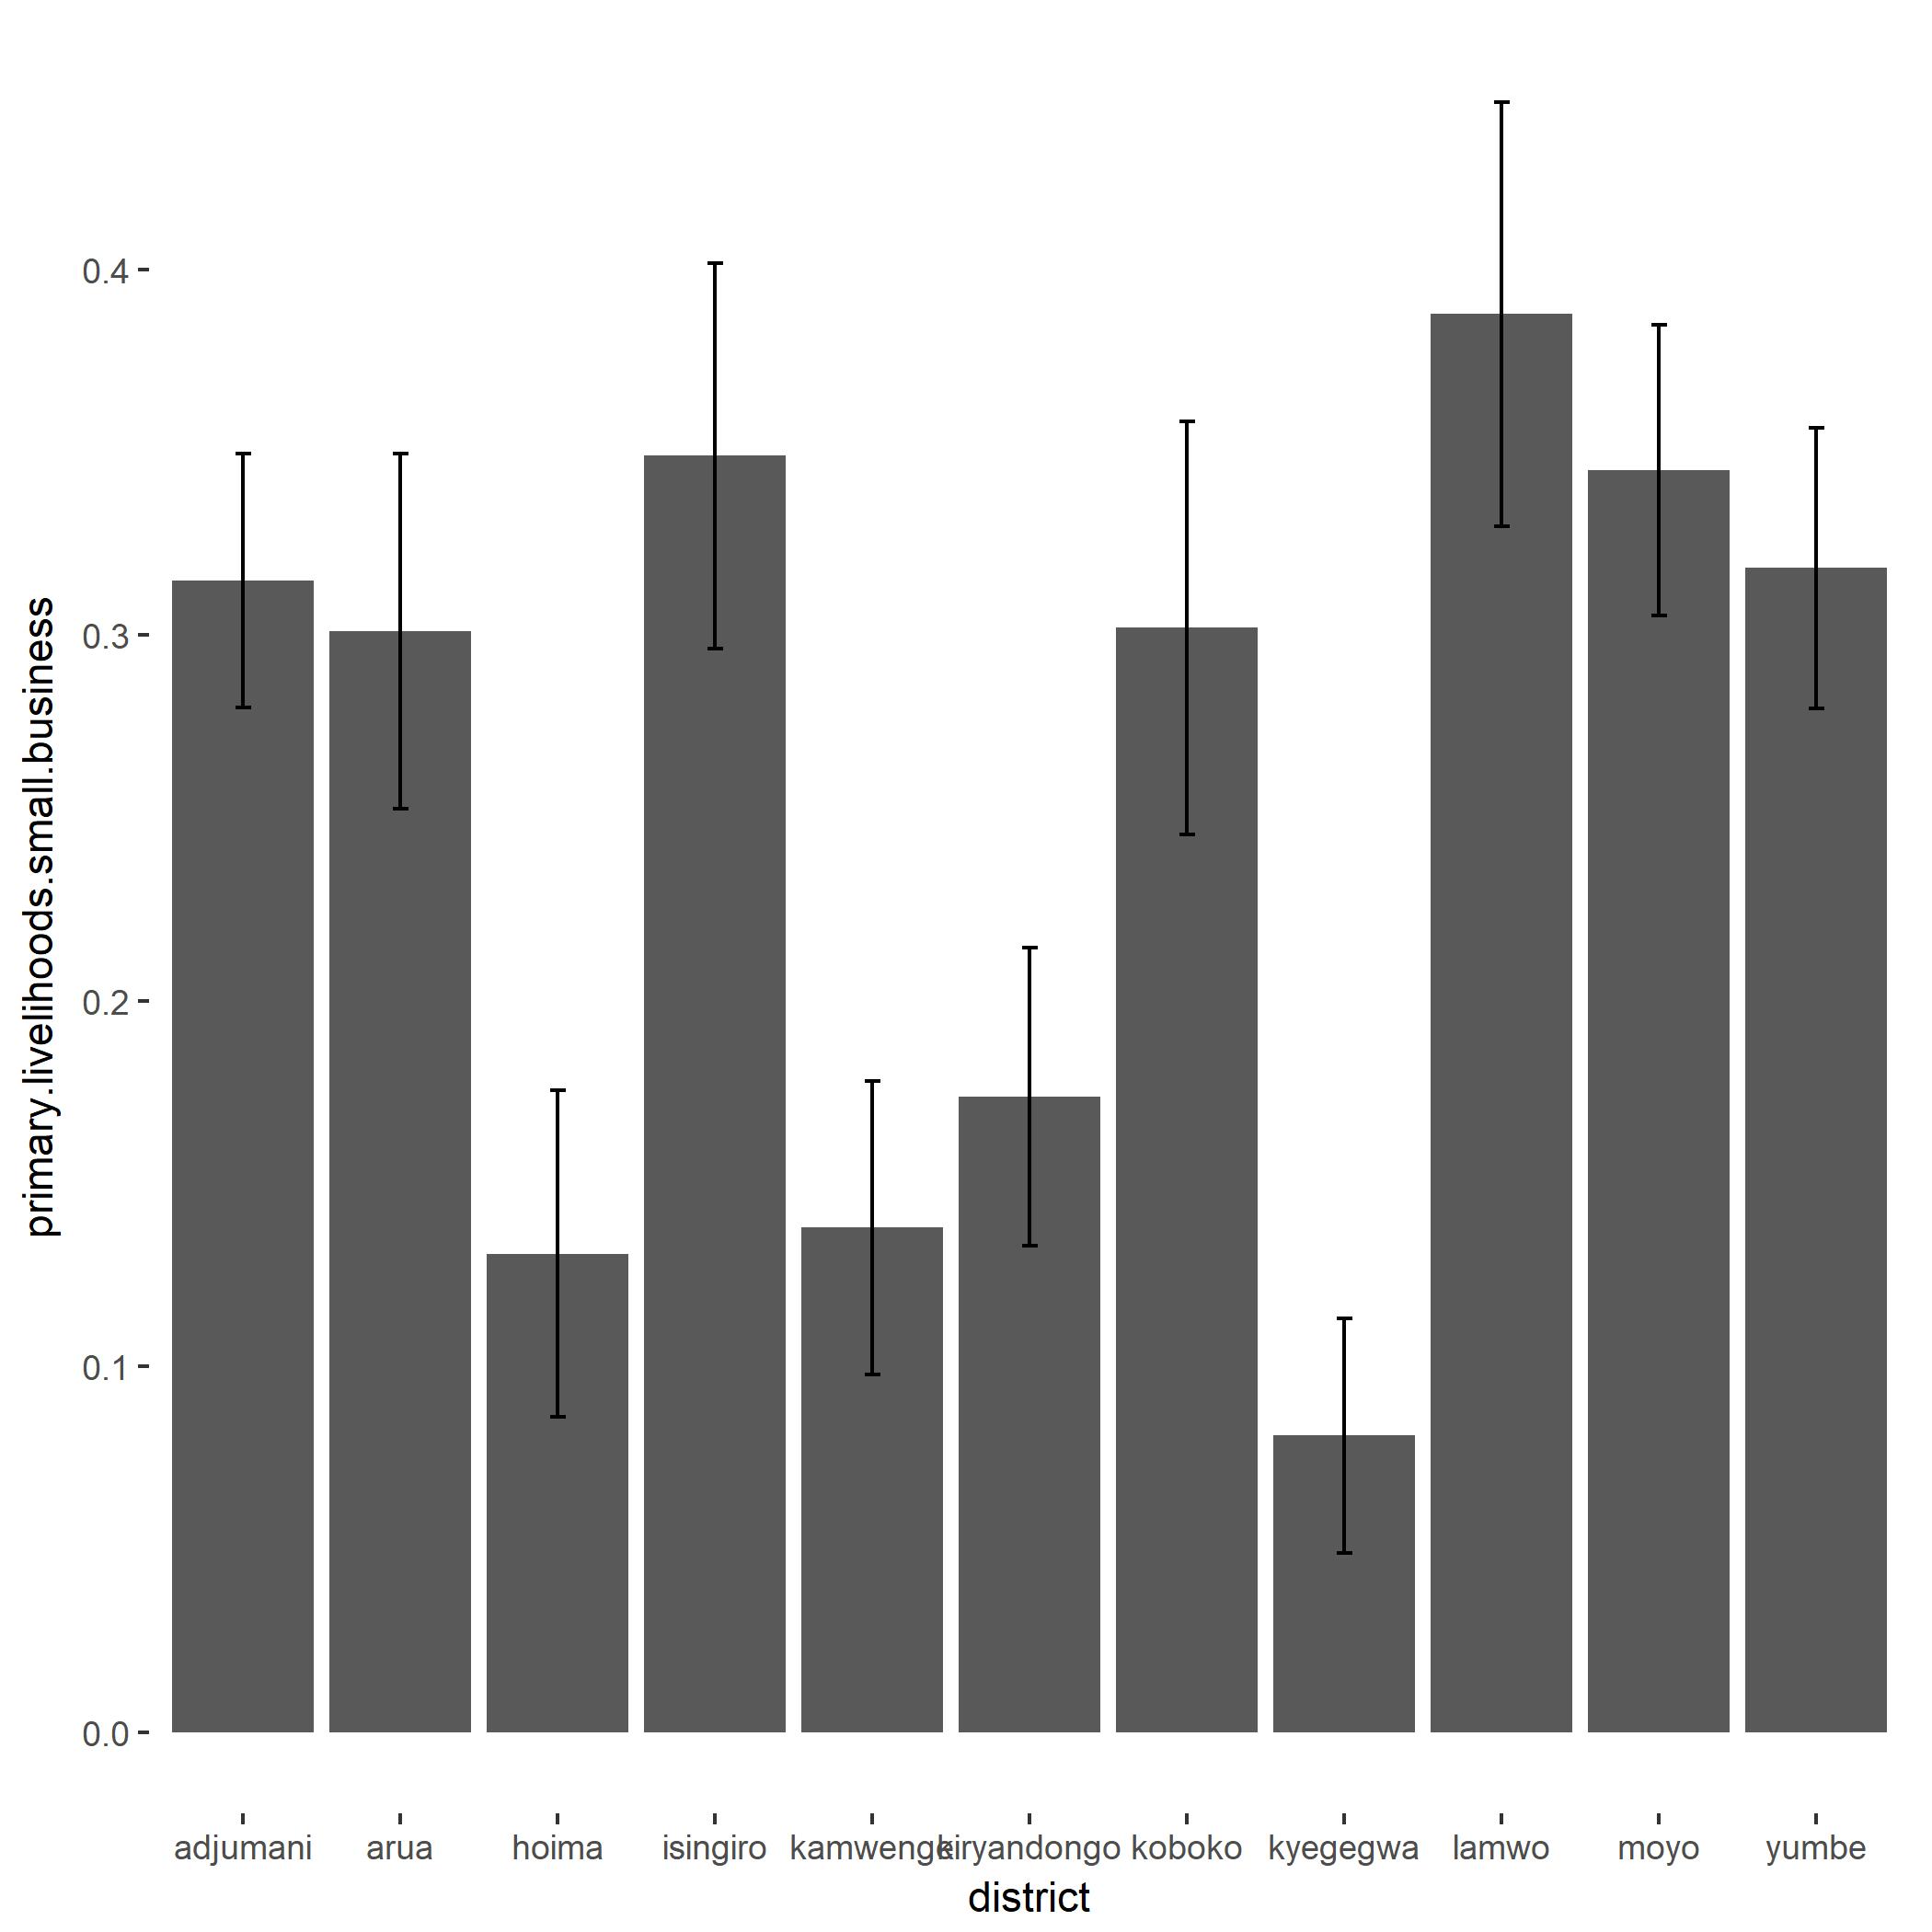 primary.livelihoods.small.business
0.4
0.3
0.2
0.1
0.0
adjumani arua hoima isingiro kamwenge kiryandongo koboko kyegegwa lamwo moyo yumbe
district